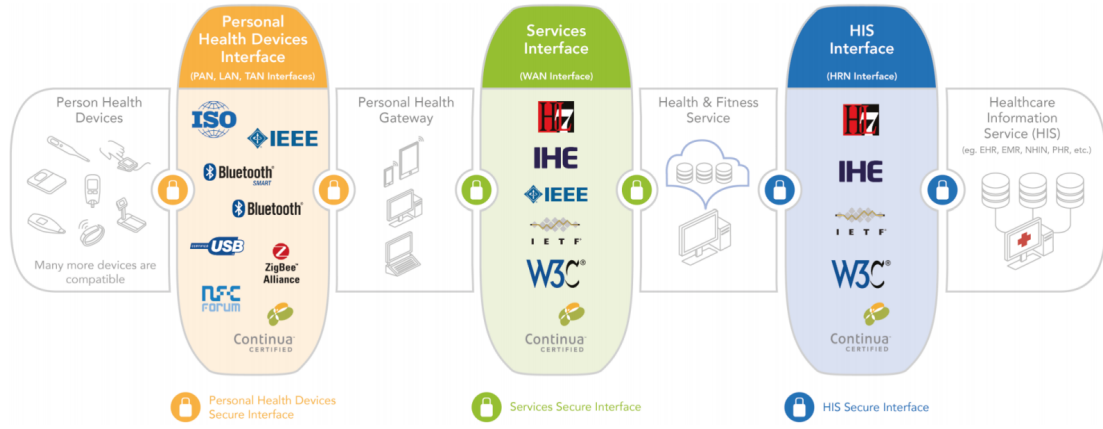 Person Health
Devices
Many more devices are
compatible
Personal
Health Devices
Interface
(PAN, LAN, TAN Interfaces)
ISO
IEEE
Bluetooth®
SMART
Bluetooth®
CERTIFIED USB
ZigBee™
Alliance
NFC
FORUM
Continua
CERTIFIED
Personal Health
Gateway
Services
Interface
(WAN Interface)
HL7
IHE
IEEE
IETF®
W3C®
Continua
CERTIFIED
Health & Fitness
Service
HIS
Interface
(HRN Interface)
HL7
IHE
IETF®
W3C®
Continua
CERTIFIED
Healthcare
Information
Service (HIS)
(eg. EHR, EMR, NHIN, PHR, etc.)
Personal Health Devices
Secure Interface
Services Secure Interface
HIS Secure Interface